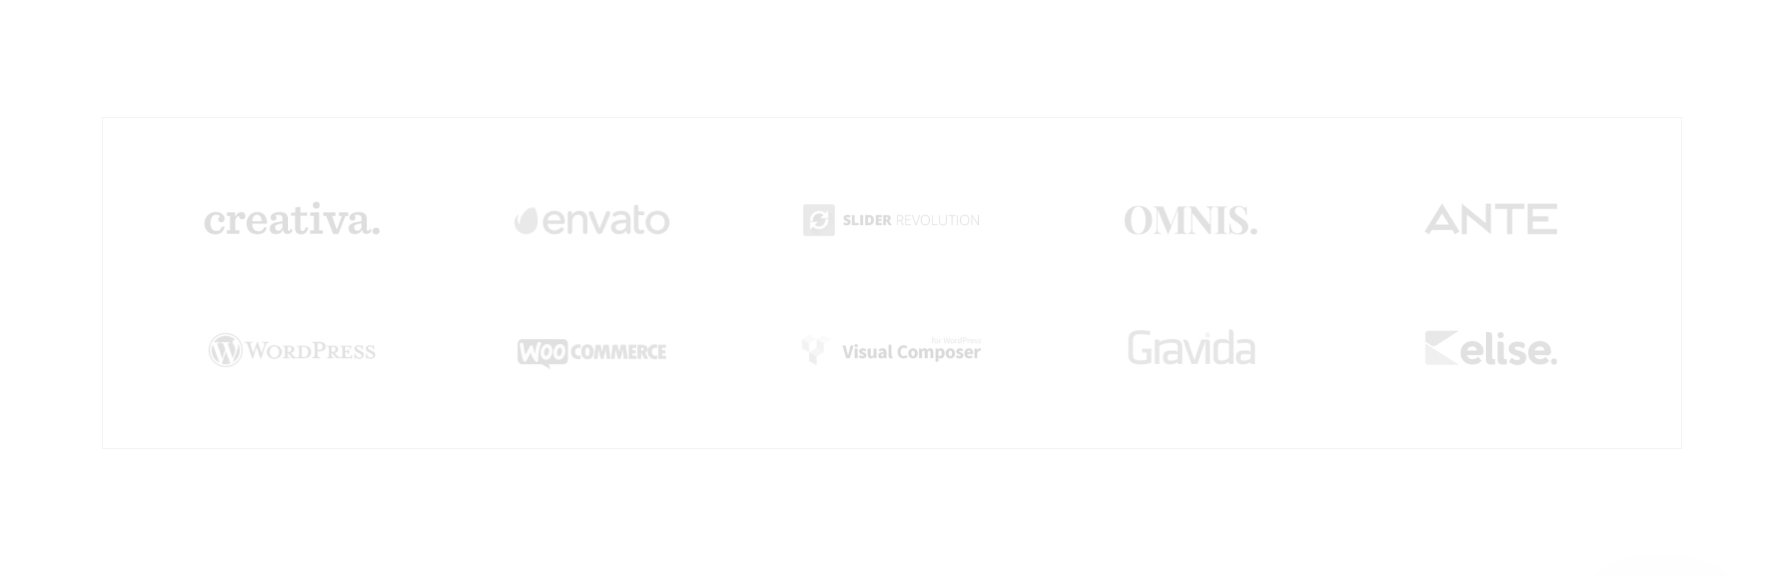 creativa.
envato
SLIDER REVOLUTION
OMNIS.
ANTE
WORDPRESS
WOO COMMERCE
for WordPress
Visual Composer
Gravida
elise.